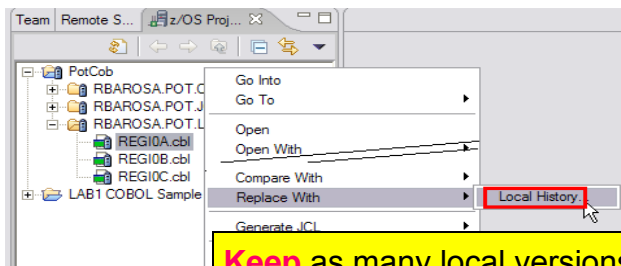 Team Remote S... z/OS Proj...
PotCob
RBAROSA.POT.C
RBAROSA.POT.J
RBAROSA.POT.L
REGI0A.cbl
REGI0B.cbl
REGI0C.cbl
LAB1 COBOL Sample
Go Into
Go To
Open
Open With
Compare With
Replace With
Generate JCL
Local History...
Keep as many local versions